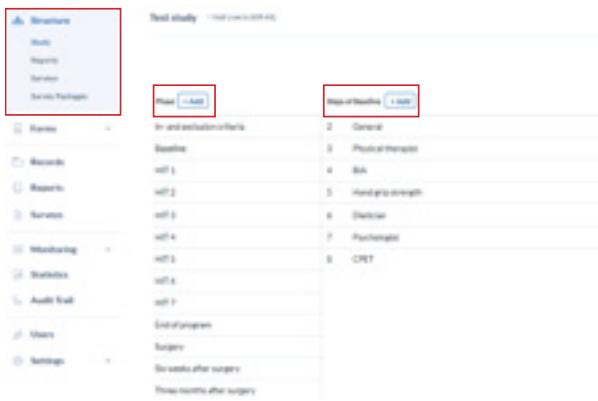 Structure
Study
Reports
Surveys
Survey Packages
Forms
Records
Reports
Surveys
Monitoring
Statistics
Audit Trail
Users
Settings
Test study
Phase + Add
In- and exclusion criteria
Baseline
HIIT 1
HIIT 2
HIIT 3
HIIT 4
HIIT 5
HIIT 6
HIIT 7
End of program
Surgery
Six weeks after surgery
Three months after surgery
Steps of Baseline + Add
2 General
3 Physical therapist
4 BIA
5 Hand grip strength
6 Dietician
7 Psychologist
8 CPET